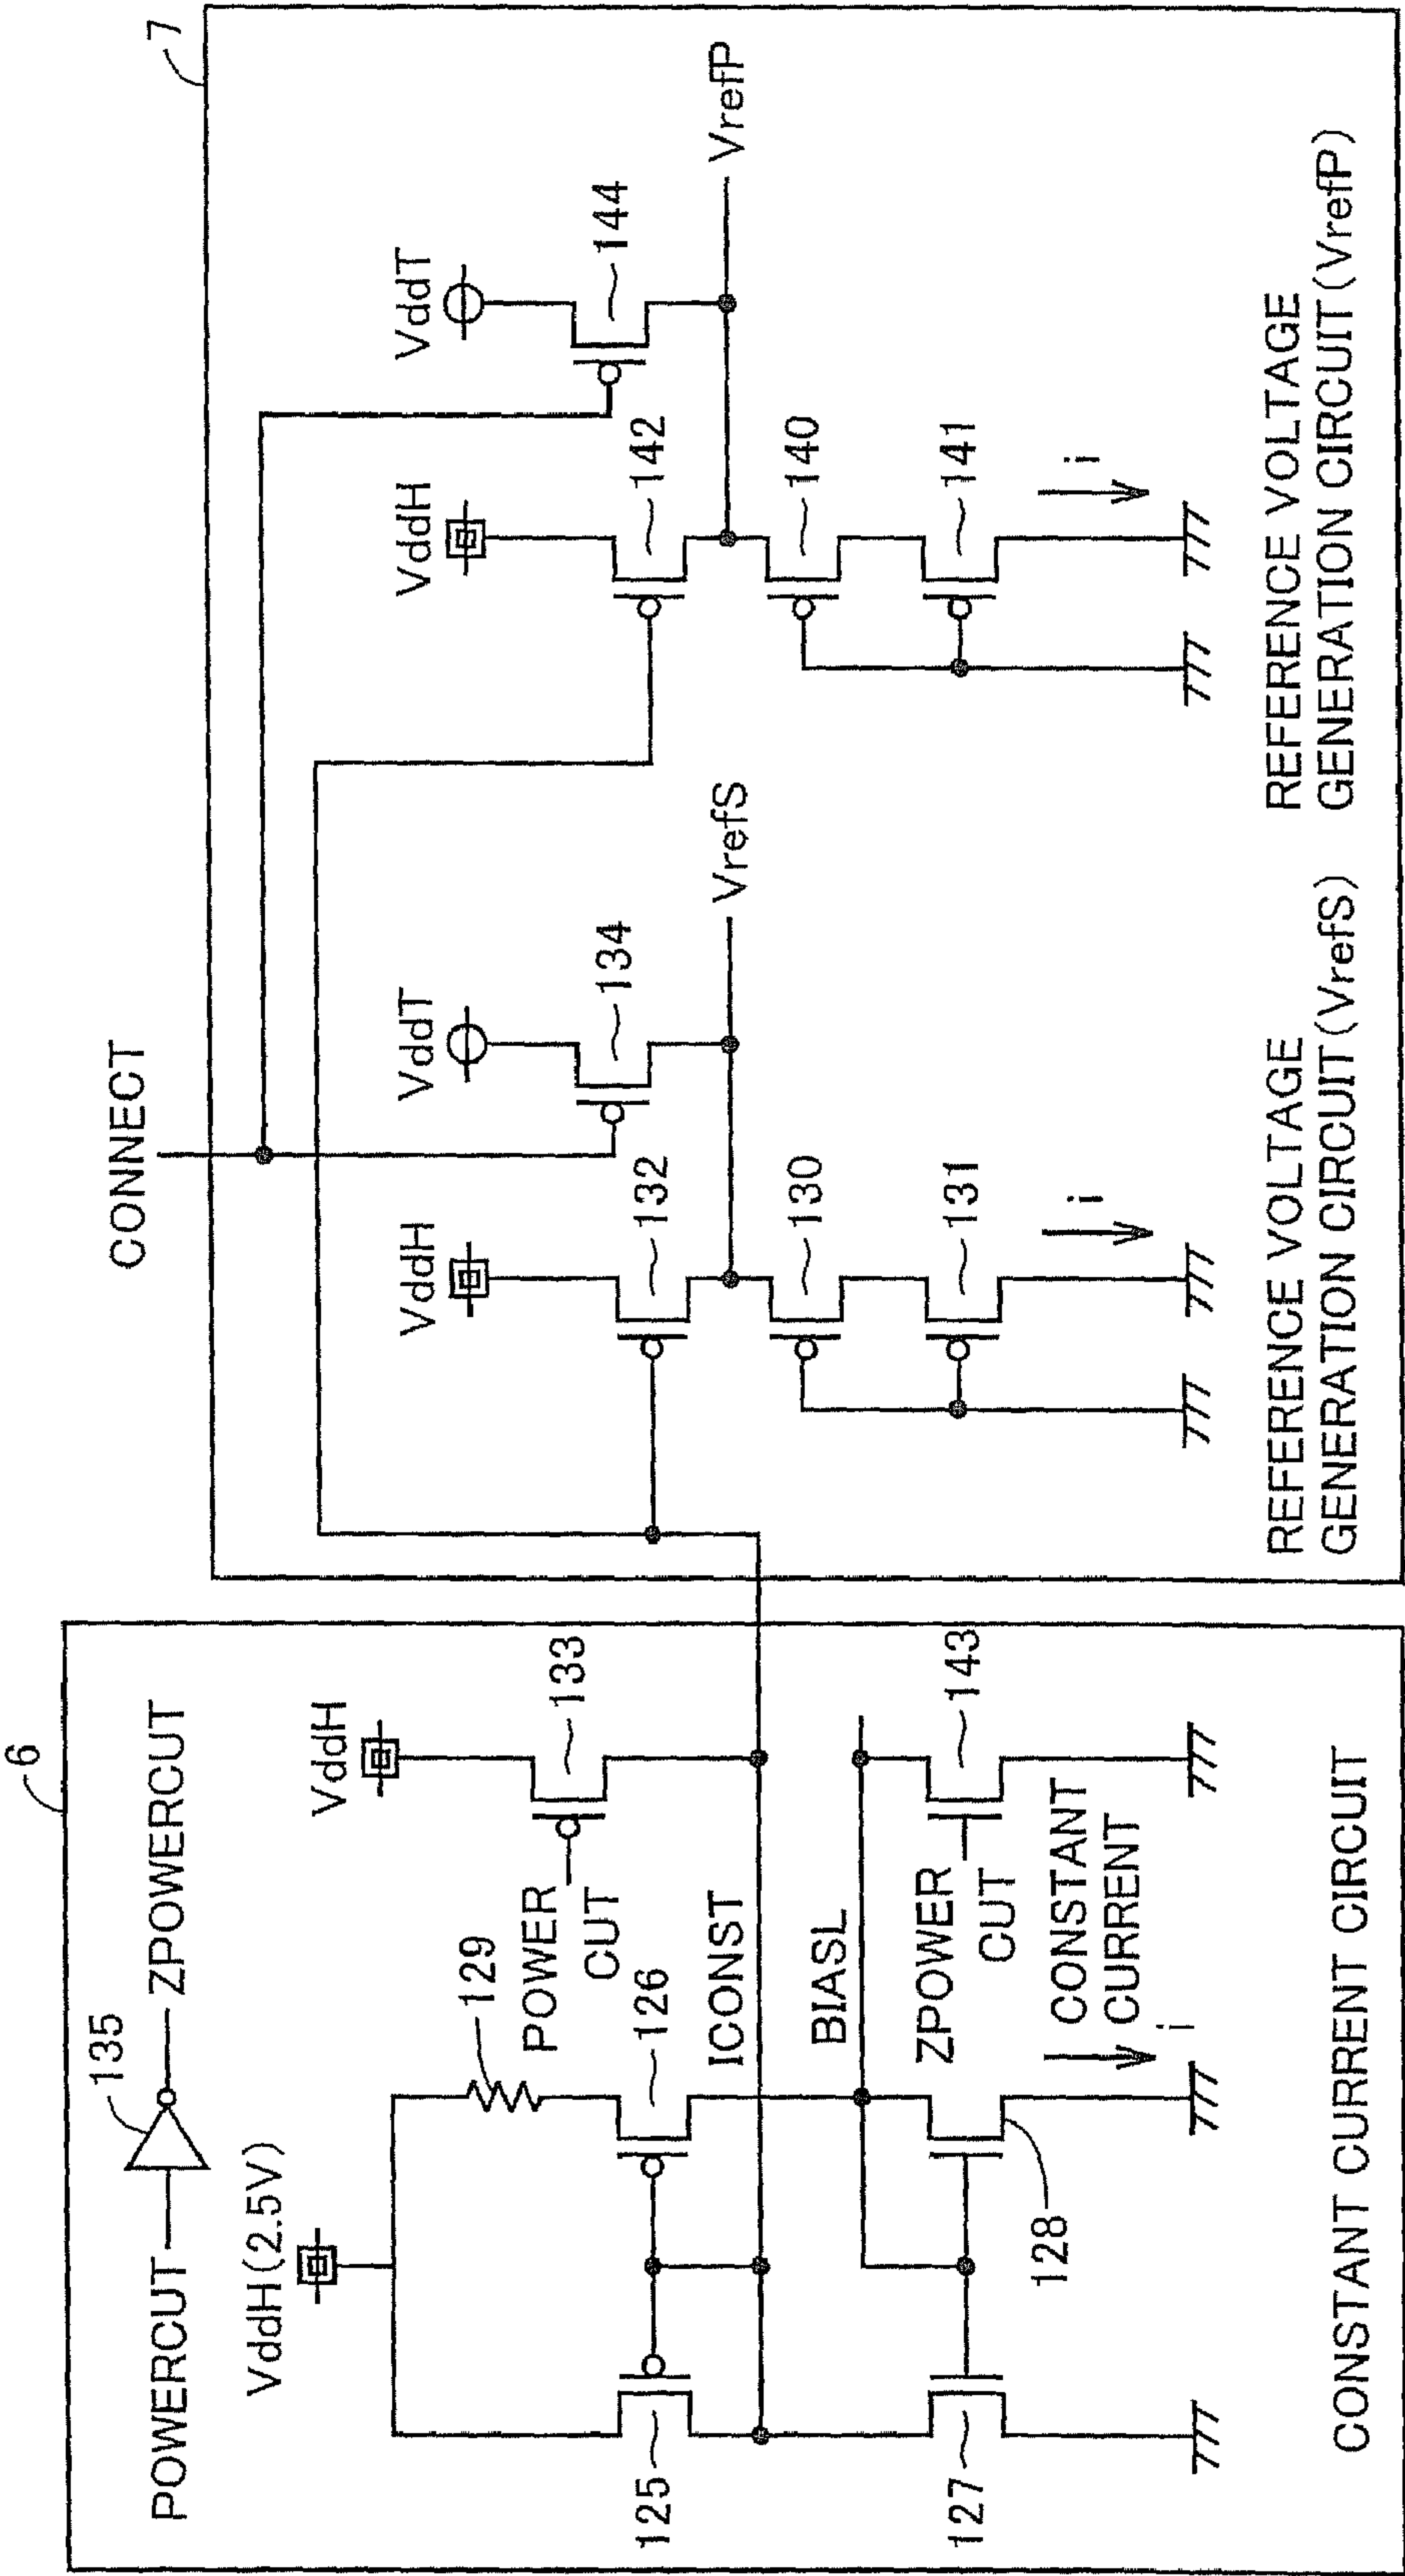 6
POWERCUT
135
ZPOWERCUT
VddH(2.5V)
VddH
129
133
POWER
CUT
125
126
ICONST
BIASL
127
128
ZPOWER
CUT
143
CONSTANT
CURRENT
i
CONSTANT CURRENT CIRCUIT
CONNECT
7
VddH
VddT
132
134
VrefS
130
131
i
REFERENCE VOLTAGE
GENERATION CIRCUIT(VrefS)
VddH
VddT
142
144
VrefP
140
141
i
REFERENCE VOLTAGE
GENERATION CIRCUIT(VrefP)